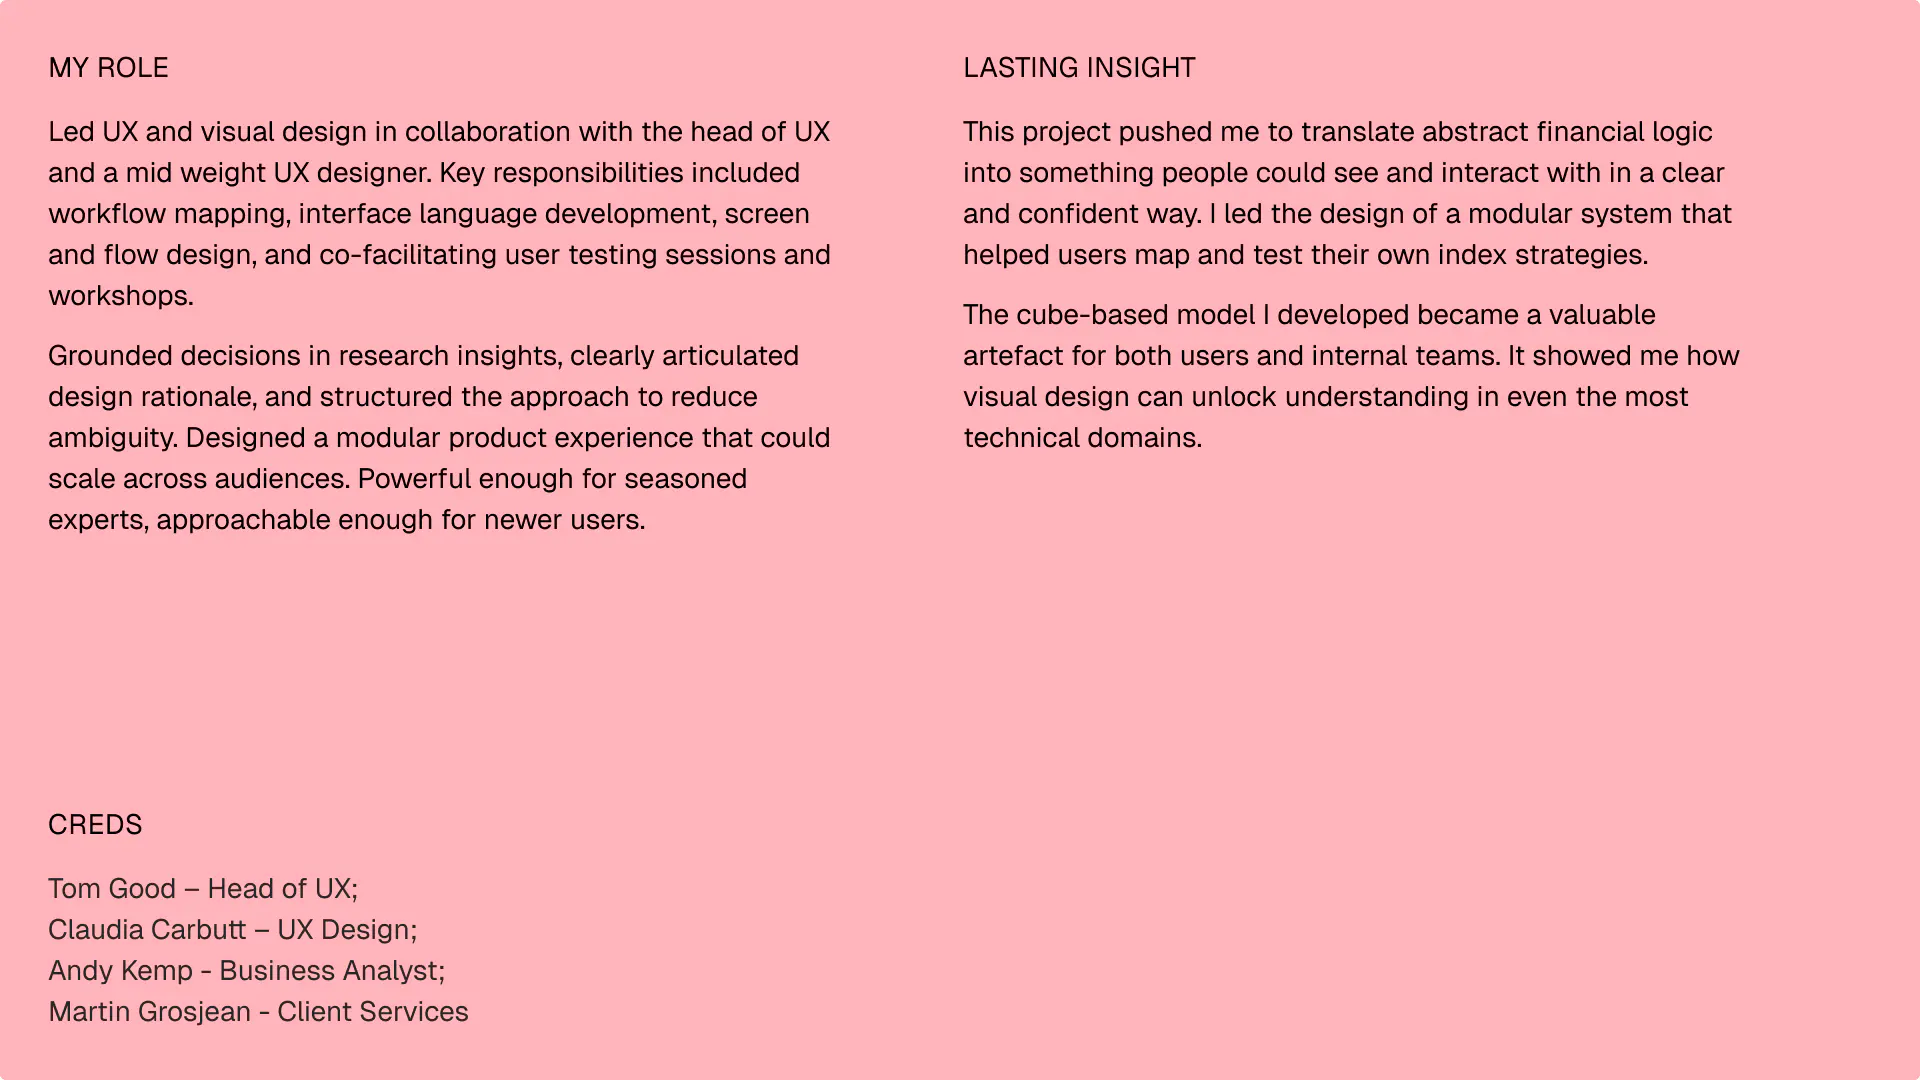 MY ROLE
Led UX and visual design in collaboration with the head of UX
and a mid weight UX designer. Key responsibilities included
workflow mapping, interface language development, screen
and flow design, and co-facilitating user testing sessions and
workshops.
Grounded decisions in research insights, clearly articulated
design rationale, and structured the approach to reduce
ambiguity. Designed a modular product experience that could
scale across audiences. Powerful enough for seasoned
experts, approachable enough for newer users.
LASTING INSIGHT
This project pushed me to translate abstract financial logic
into something people could see and interact with in a clear
and confident way. I led the design of a modular system that
helped users map and test their own index strategies.
The cube-based model I developed became a valuable
artefact for both users and internal teams. It showed me how
visual design can unlock understanding in even the most
technical domains.
CREDS
Tom Good – Head of UX;
Claudia Carbutt – UX Design;
Andy Kemp - Business Analyst;
Martin Grosjean - Client Services